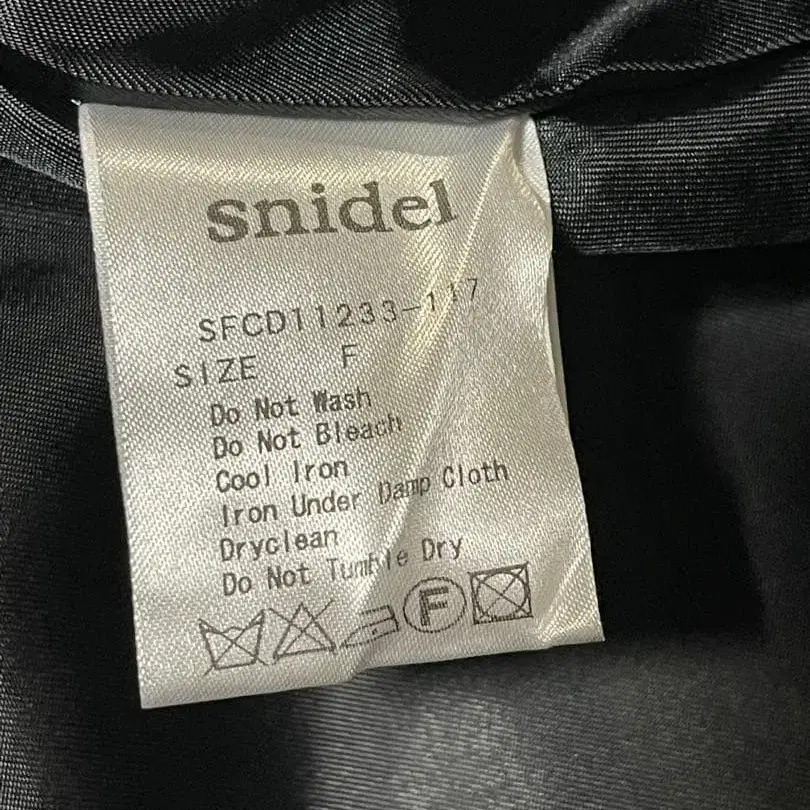 snidel
SFCD11233-117
SIZE F
Do Not Wash
Do Not Bleach
Cool Iron
Iron Under Damp Cloth
Dryclean
Do Not Tumble Dry
F